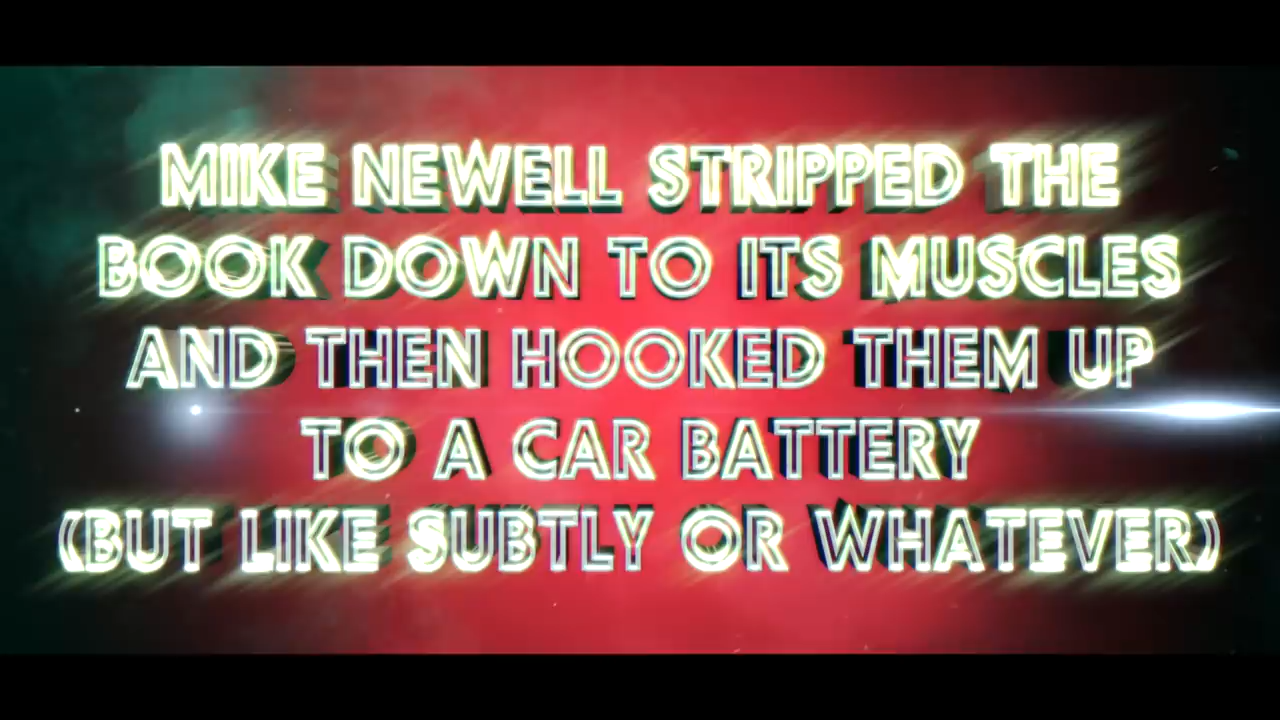 MIKE NEWELL STRIPPED THE
BOOK DOWN TO ITS MUSCLES
AND THEN HOOKED THEM UP
TO A CAR BATTERY
(BUT LIKE SUBTLY OR WHATEVER)